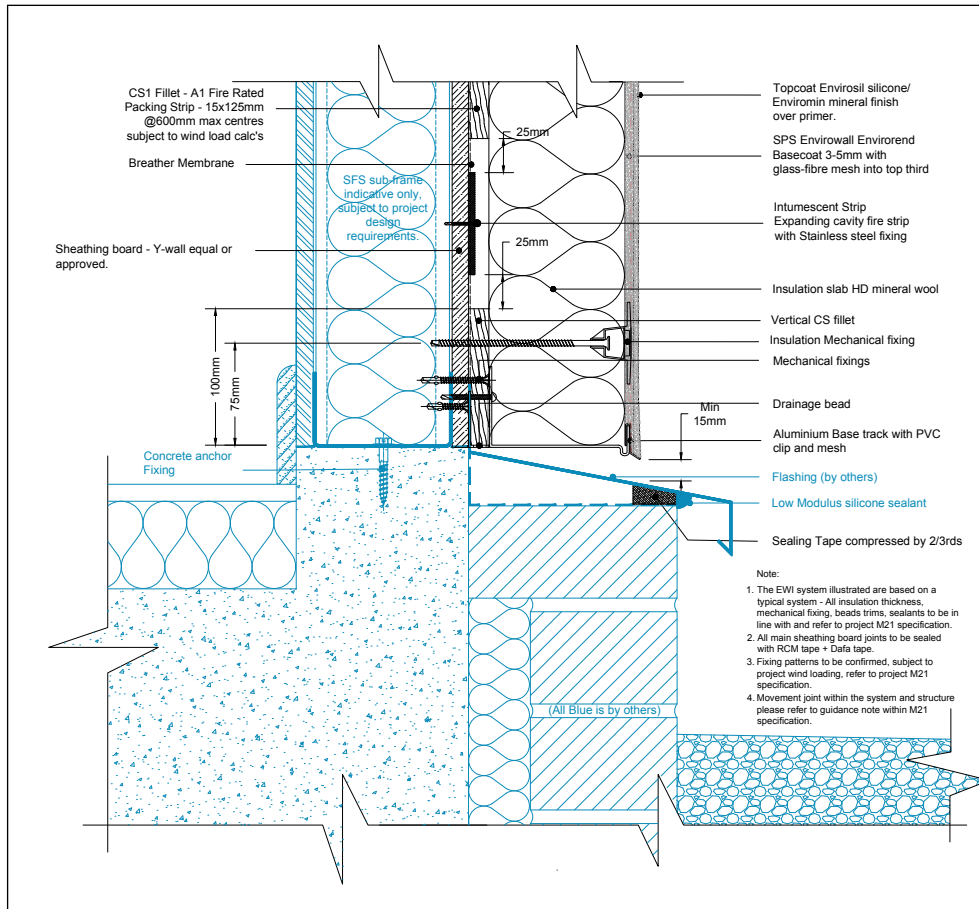 CS1 Fillet - A1 Fire Rated
Packing Strip - 15x125mm
@600mm max centres
subject to wind load calc's
Breather Membrane
SFS sub-frame
indicative only,
subject to project
design
requirements.
Sheathing board - Y-wall equal or
approved.
100mm
75mm
Concrete anchor
Fixing
25mm
25mm
Min
15mm
Topcoat Envirosil silicone/
Enviromin mineral finish
over primer.
SPS Envirowall Envirorend
Basecoat 3-5mm with
glass-fibre mesh into top third
Intumescent Strip
Expanding cavity fire strip
with Stainless steel fixing
Insulation slab HD mineral wool
Vertical CS fillet
Insulation Mechanical fixing
Mechanical fixings
Drainage bead
Aluminium Base track with PVC
clip and mesh
Flashing (by others)
Low Modulus silicone sealant
Sealing Tape compressed by 2/3rds
Note:
1. The EWI system illustrated are based on a
typical system - All insulation thickness,
mechanical fixing, beads trims, sealants to be in
line with and refer to project M21 specification.
2. All main sheathing board joints to be sealed
with RCM tape + Dafa tape.
3. Fixing patterns to be confirmed, subject to
project wind loading, refer to project M21
specification.
4. Movement joint within the system and structure
please refer to guidance note within M21
specification.
(All Blue is by others)